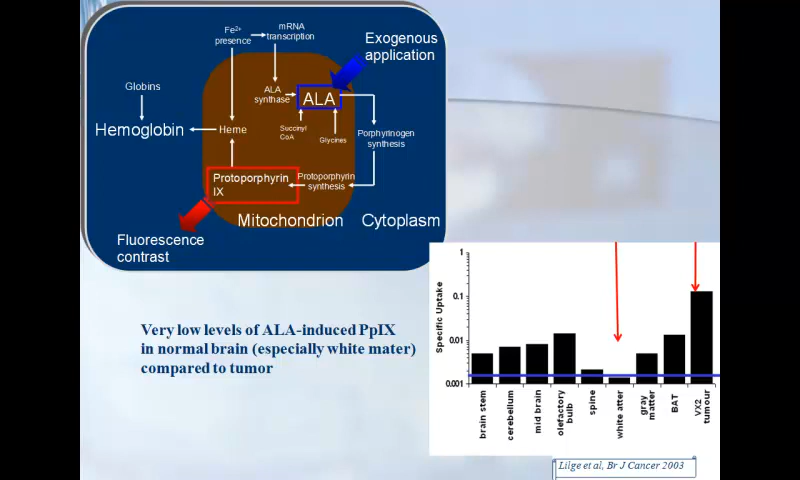 Fe2+
presence
mRNA
transcription
Exogenous
application
Globins
ALA
synthase
ALA
Hemoglobin
Heme
Succinyl
CoA
Glycines
Porphyrinogen
synthesis
Protoporphyrin
IX
Protoporphyrin
synthesis
Mitochondrion
Cytoplasm
Fluorescence
contrast
Very low levels of ALA-induced PpIX
in normal brain (especially white mater)
compared to tumor
Specific Uptake
1
0.1
0.01
0.001
brain stem
cerebellum
mid brain
olefactory
bulb
spine
white atter
gray
matter
BAT
VX2
tumour
Lilge et al, Br J Cancer 2003